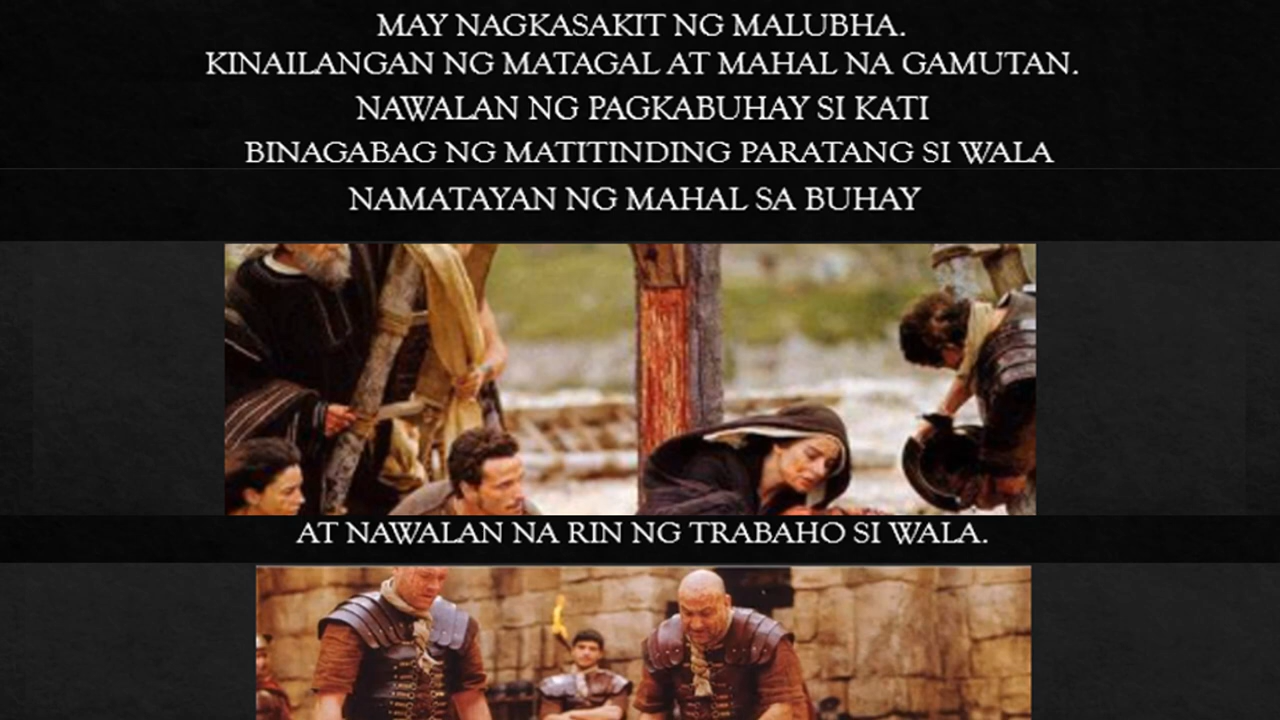 MAY NAGKASAKIT NG MALUBHA.
KINAILANGAN NG MATAGAL AT MAHAL NA GAMUTAN.
NAWALAN NG PAGKABUHAY SI KATI
BINAGABAG NG MATITINDING PARATANG SI WALA
NAMATAYAN NG MAHAL SA BUHAY
AT NAWALAN NA RIN NG TRABAHO SI WALA.